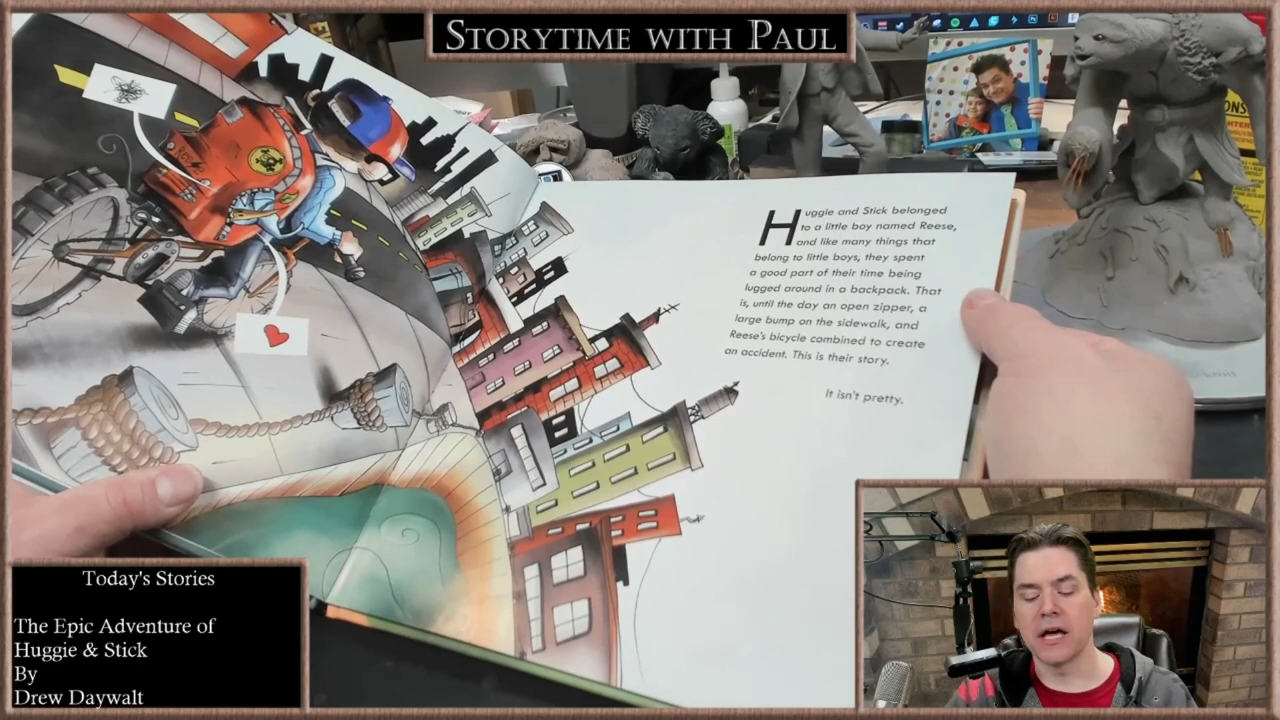 Storytime with Paul
Huggie and Stick belonged
to a little boy named Reese,
and like many things that
belong to little boys, they spent
a good part of their time being
lugged around in a backpack. That
is, until the day an open zipper, a
large bump on the sidewalk, and
Reese's bicycle combined to create
an accident. This is their story.
It isn't pretty.
Today's Stories
The Epic Adventure of
Huggie & Stick
By
Drew Daywalt